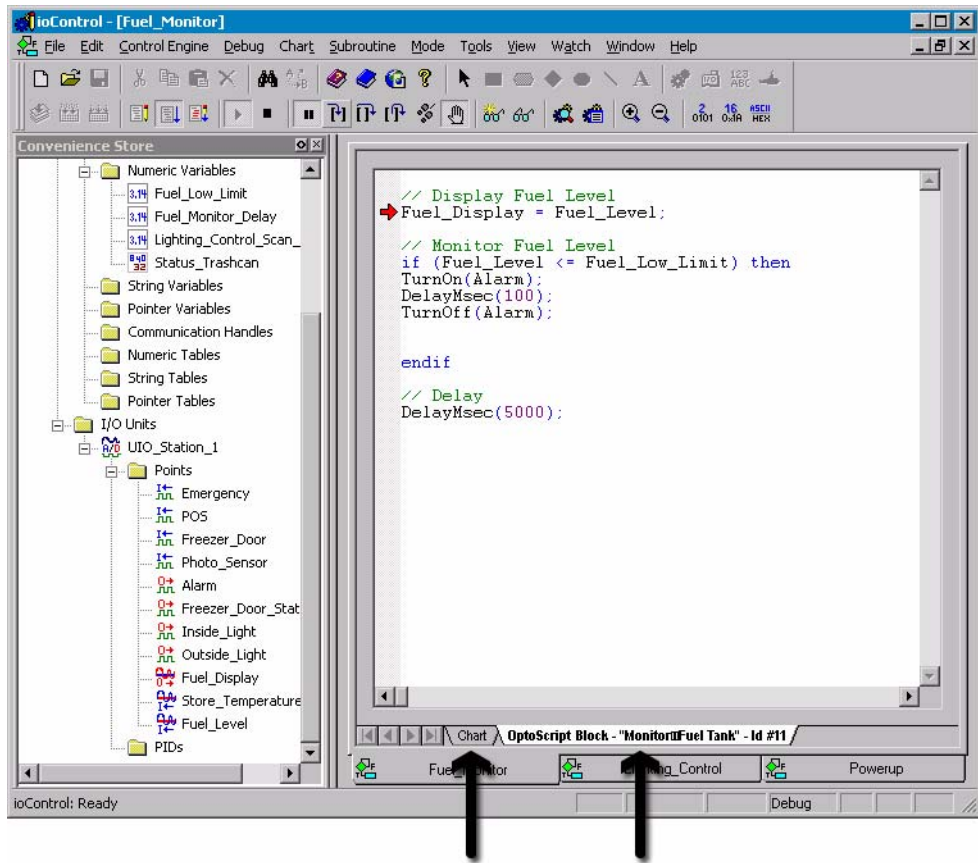 ioControl - [Fuel_Monitor]
File Edit Control Engine Debug Chart Subroutine Mode Tools View Watch Window Help
Convenience Store
Numeric Variables
Fuel_Low_Limit
Fuel_Monitor_Delay
Lighting_Control_Scan_
Status_Trashcan
String Variables
Pointer Variables
Communication Handles
Numeric Tables
String Tables
Pointer Tables
I/O Units
UIO_Station_1
Points
Emergency
POS
Freezer_Door
Photo_Sensor
Alarm
Freezer_Door_Stat
Inside_Light
Outside_Light
Fuel_Display
Store_Temperature
Fuel_Level
PIDs
// Display Fuel Level
Fuel_Display = Fuel_Level;
// Monitor Fuel Level
if (Fuel_Level <= Fuel_Low_Limit) then
TurnOn(Alarm);
DelayMsec(100);
TurnOff(Alarm);
endif
// Delay
DelayMsec(5000);
Chart OptoScript Block - "Monitor Fuel Tank" - Id #11
Powerup
ioControl: Ready Debug